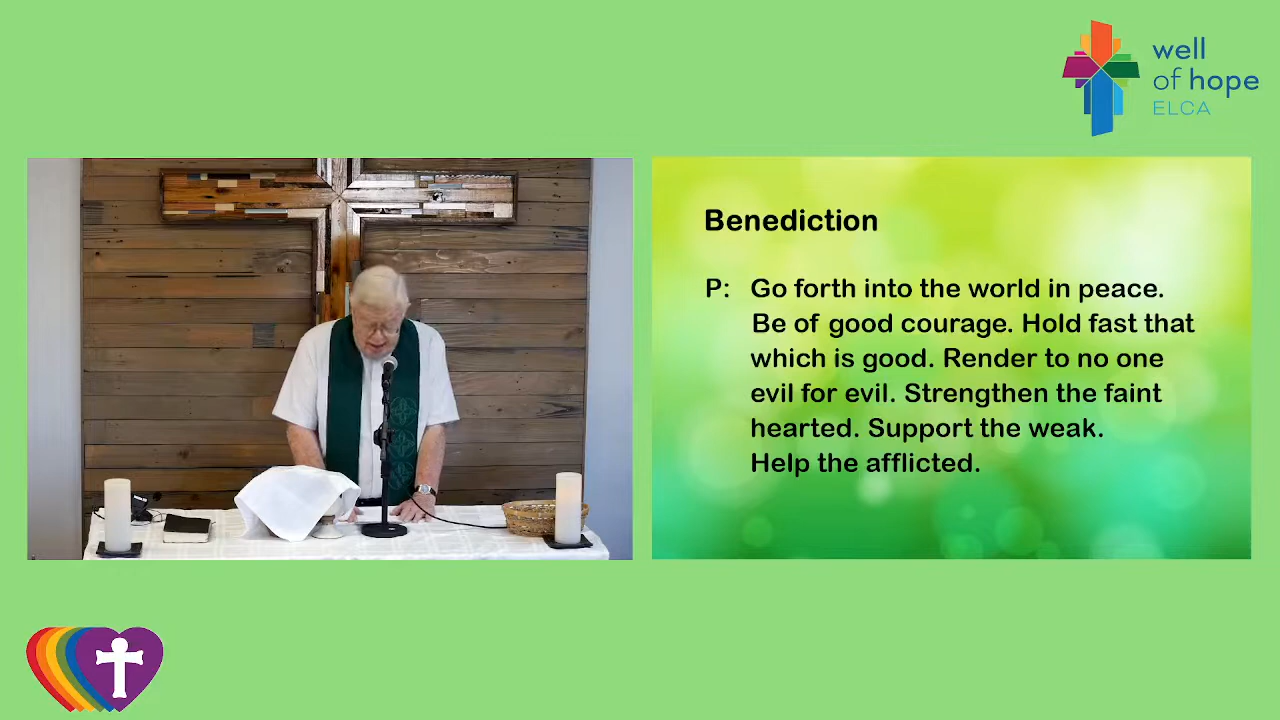 well
of hope
ELCA
Benediction
P: Go forth into the world in peace.
Be of good courage. Hold fast that
which is good. Render to no one
evil for evil. Strengthen the faint
hearted. Support the weak.
Help the afflicted.